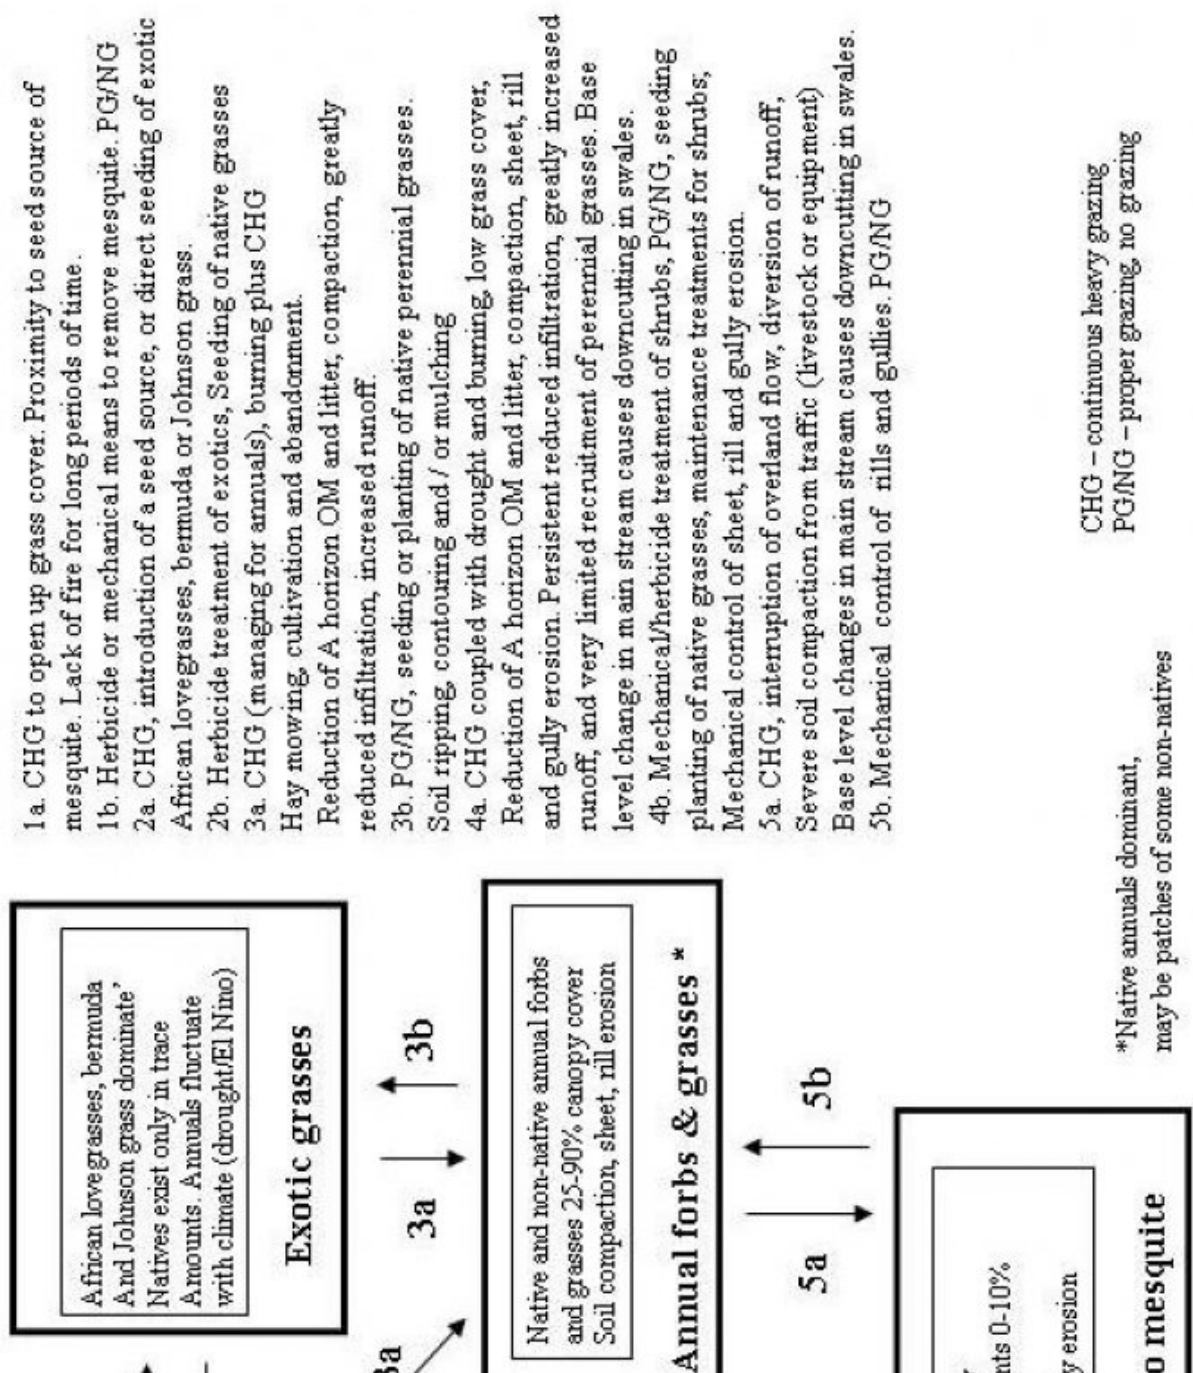 African lovegrasses, bermuda
And Johnson grass dominate,
Natives exist only in trace
Amounts. Annuals fluctuate
with climate (drought/El Nino)
Exotic grasses
3a
3b
3a
Native and non-native annual forbs
and grasses 25-90% canopy cover
Soil compaction, sheet, rill erosion
Annual forbs & grasses *
5a
5b
nts 0-10%
y erosion
o mesquite
1a. CHG to open up grass cover. Proximity to seed source of
mesquite. Lack of fire for long periods of time.
1b. Herbicide or mechanical means to remove mesquite. PG/NG
2a. CHG, introduction of a seed source, or direct seeding of exotic
African lovegrasses, bermuda or Johnson grass.
2b. Herbicide treatment of exotics, Seeding of native grasses
3a. CHG (managing for annuals), burning plus CHG
Hay mowing, cultivation and abandonment.
Reduction of A horizon OM and litter, compaction, greatly
reduced infiltration, increased runoff.
3b. PG/NG, seeding or planting of native perennial grasses.
Soil ripping, contouring and / or mulching
4a. CHG coupled with drought and burning, low grass cover,
Reduction of A horizon OM and litter, compaction, sheet, rill
and gully erosion. Persistent reduced infiltration, greatly increased
runoff, and very limited recruitment of perennial grasses. Base
level change in main stream causes downcutting in swales.
4b. Mechanical/herbicide treatment of shrubs, PG/NG, seeding
planting of native grasses, maintenance treatments for shrubs;
Mechanical control of sheet, rill and gully erosion.
5a. CHG, interruption of overland flow, diversion of runoff,
Severe soil compaction from traffic (livestock or equipment)
Base level changes in main stream causes downcutting in swales.
5b. Mechanical control of rills and gullies. PG/NG
*Native annuals dominant,
may be patches of some non-natives
CHG – continuous heavy grazing
PG/NG – proper grazing, no grazing